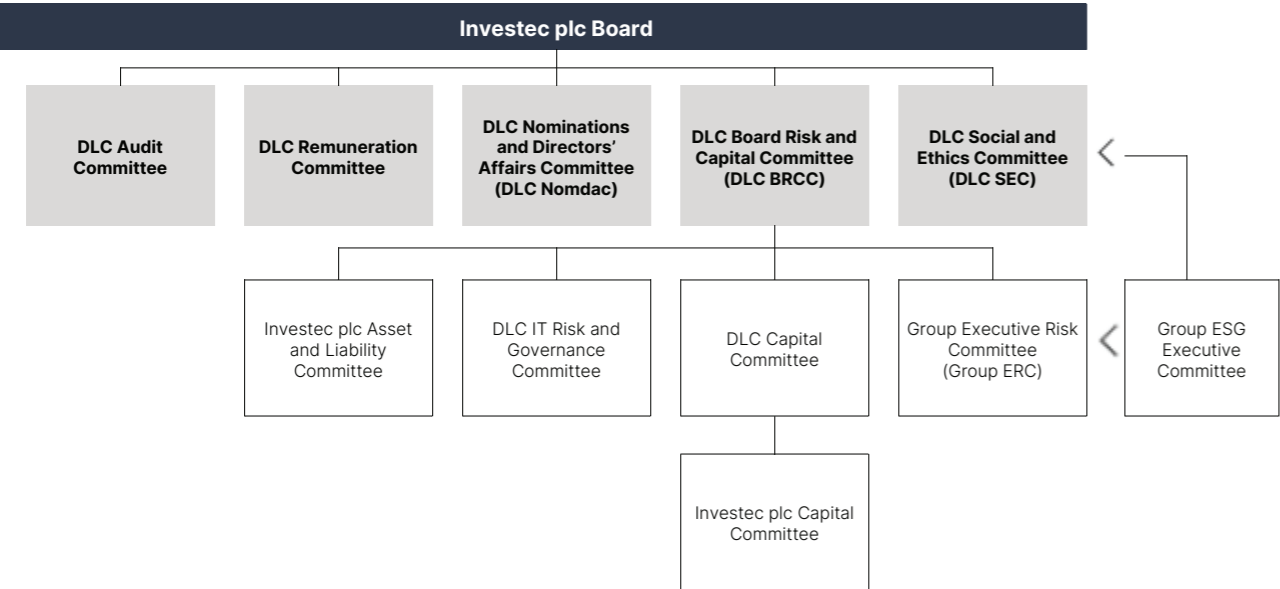 Investec plc Board
DLC Audit
Committee
DLC Remuneration
Committee
DLC Nominations
and Directors’
Affairs Committee
(DLC Nomdac)
DLC Board Risk and
Capital Committee
(DLC BRCC)
DLC Social and
Ethics Committee
(DLC SEC)
Investec plc Asset
and Liability
Committee
DLC IT Risk and
Governance
Committee
DLC Capital
Committee
Group Executive Risk
Committee
(Group ERC)
Group ESG
Executive
Committee
Investec plc Capital
Committee